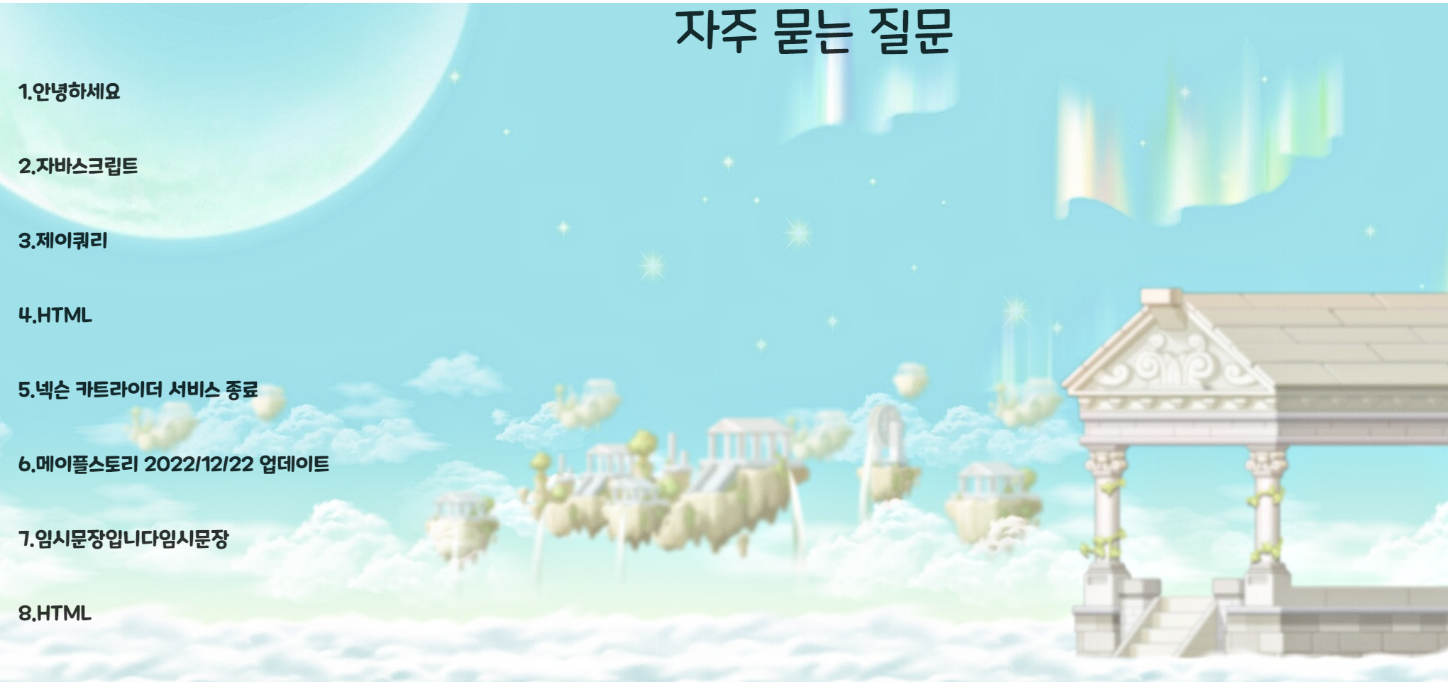 자주 묻는 질문
1.안녕하세요
2.자바스크립트
3.제이쿼리
4.HTML
5.넥슨 카트라이더 서비스 종료
6.메이플스토리 2022/12/22 업데이트
7.임시문장입니다임시문장
8.HTML